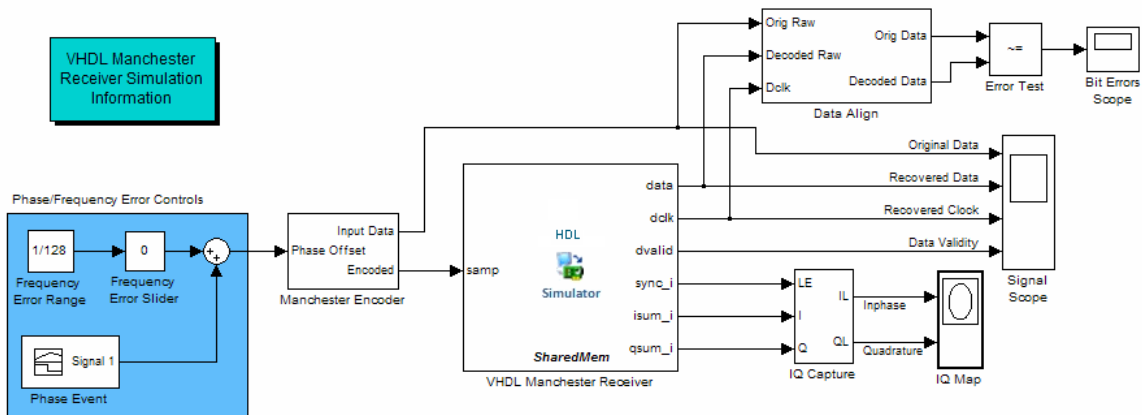 VHDL Manchester
Receiver Simulation
Information
Orig Raw
Decoded Raw
Dclk
Orig Data
Decoded Data
Data Align
~=
Error Test
Bit Errors
Scope
Original Data
Recovered Data
Recovered Clock
Data Validity
Signal
Scope
Phase/Frequency Error Controls
1/128
Frequency
Error Range
0
Frequency
Error Slider
+
+
Signal 1
Phase Event
Input Data
Phase Offset
Encoded
Manchester Encoder
samp
HDL
Simulator
SharedMem
data
dclk
dvalid
sync_i
isum_i
qsum_i
VHDL Manchester Receiver
LE
I
Q
IL
QL
IQ Capture
Inphase
Quadrature
IQ Map